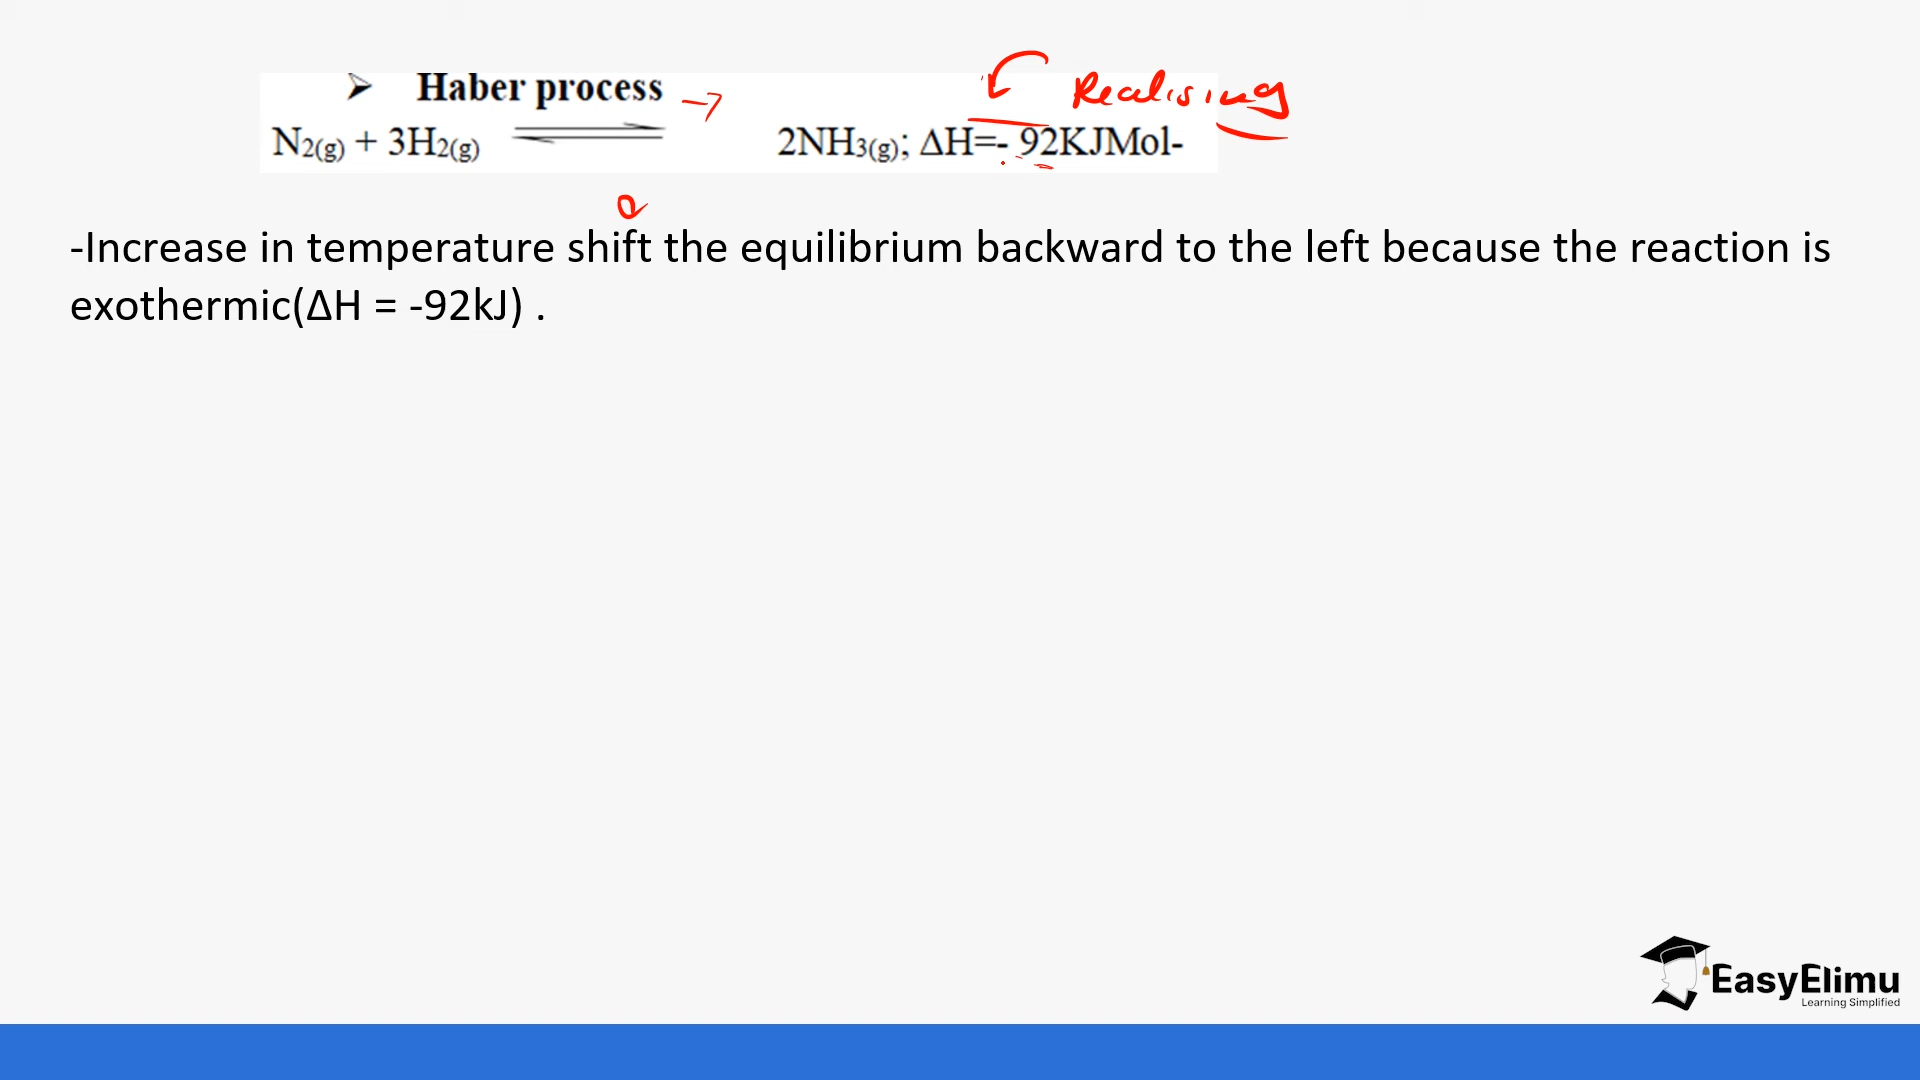 ➤ Haber process
Realising
N2(g) + 3H2(g) ⇌ 2NH3(g); ΔH=- 92KJMol-
-Increase in temperature shift the equilibrium backward to the left because the reaction is
exothermic(ΔH = -92kJ) .
EasyElimu
Learning Simplified